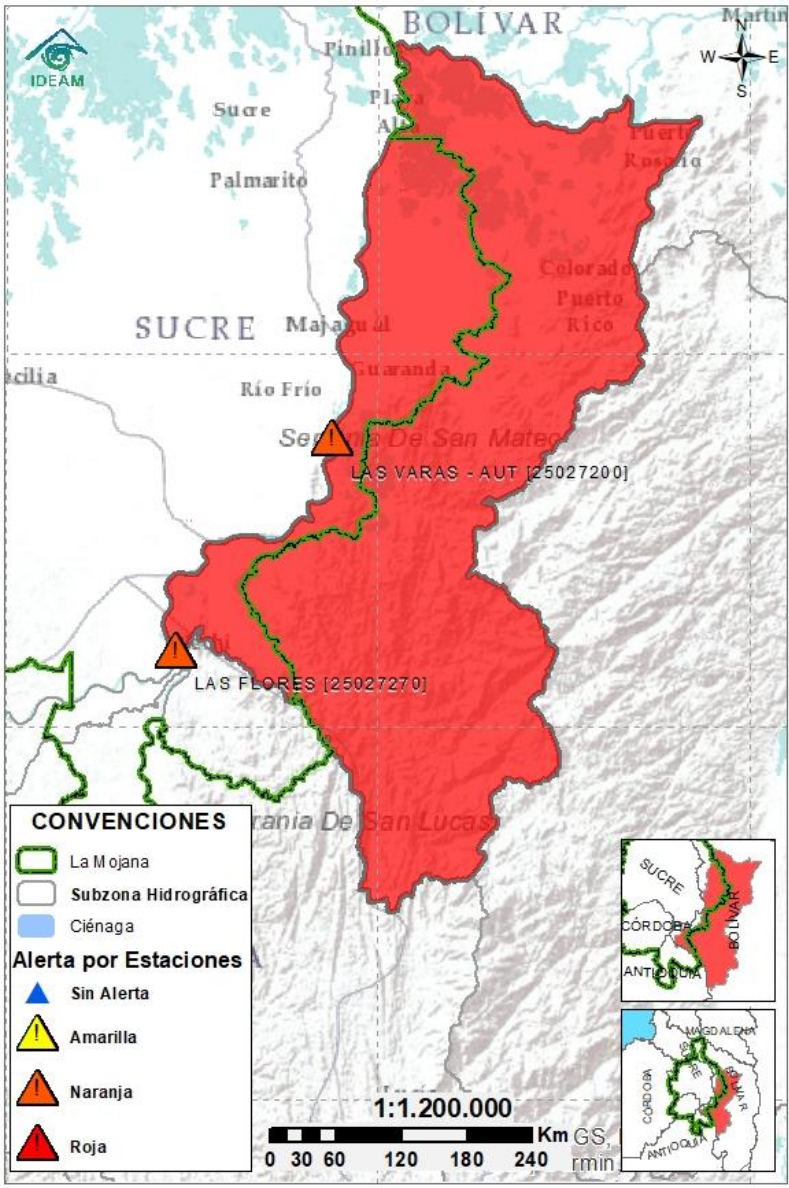 BOLÍVAR
N
W E
S
IDEAM
Sucre
Palmarito
Puerto
Rosario
Colorado
Puerto
Rico
SUCRE
Majagual
Guaranda
Río Frío
LAS VARAS - AUT [25027200]
LAS FLORES [25027270]
CONVENCIONES
La Mojana
Subzona Hidrográfica
Ciénaga
Alerta por Estaciones
Sin Alerta
Amarilla
Naranja
Roja
1:1.200.000
Km
0 30 60 120 180 240
SUCRE
CÓRDOBA
BOLÍVAR
ANTIOQUIA
MAGDALENA
SUCRE
BOLÍVAR
CÓRDOBA
ANTIOQUIA